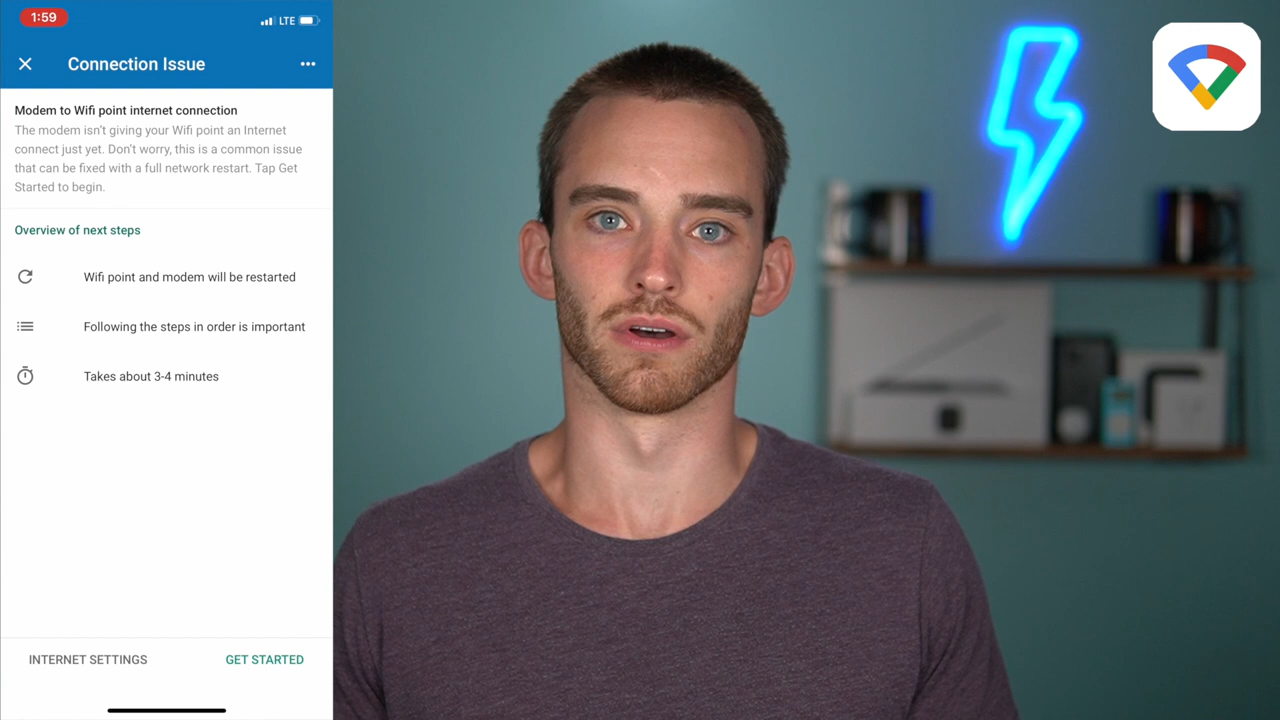 1:59
LTE
Connection Issue
Modem to Wifi point internet connection
The modem isn't giving your Wifi point an Internet
connect just yet. Don't worry, this is a common issue
that can be fixed with a full network restart. Tap Get
Started to begin.
Overview of next steps
Wifi point and modem will be restarted
Following the steps in order is important
Takes about 3-4 minutes
INTERNET SETTINGS
GET STARTED